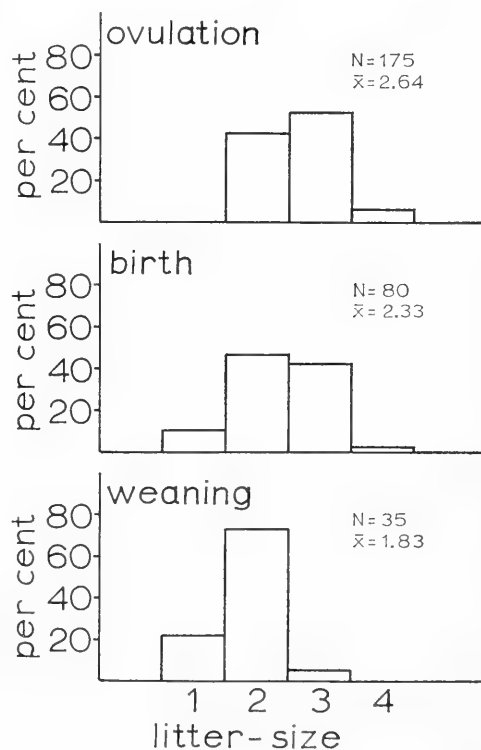 ovulation
N=175
x̄=2.64
80
60
40
20
per cent
birth
N=80
x̄=2.33
80
60
40
20
per cent
weaning
N=35
x̄=1.83
80
60
40
20
per cent
1 2 3 4
litter-size